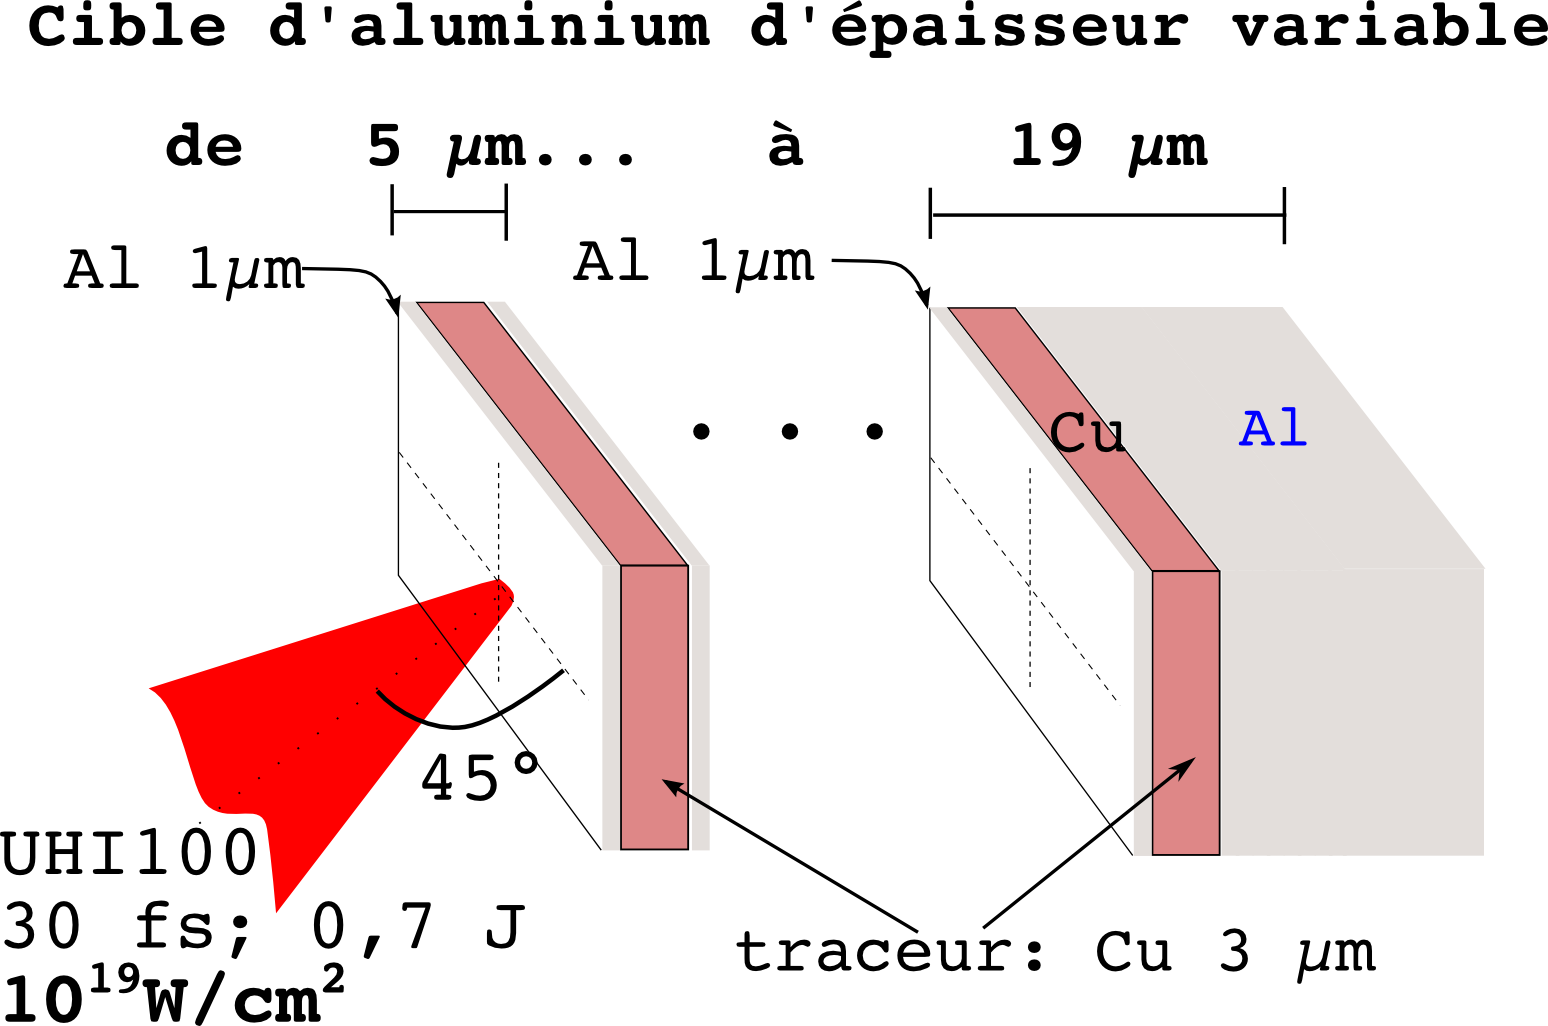 Cible d'aluminium d'épaisseur variable
de 5 µm... à 19 µm
Al 1µm
Al 1µm
Cu
Al
45°
UHI100
30 fs; 0,7 J
10¹⁹W/cm²
traceur: Cu 3 µm